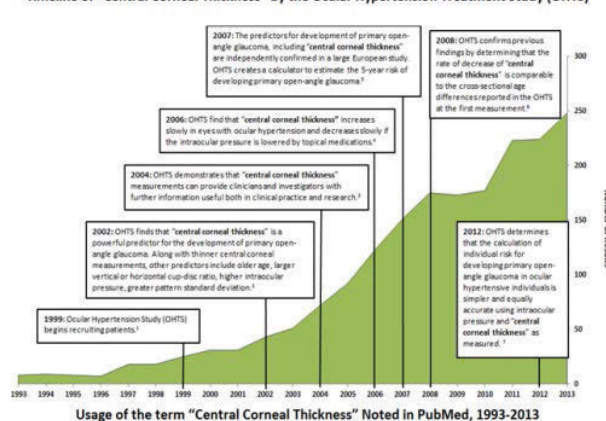 Timeline of "Central Corneal Thickness" by the Ocular Hypertension Treatment Study (OHTS)
2007: The predictors for development of primary open-
angle glaucoma, including "central corneal thickness"
are independently confirmed in a large European study.
OHTS creates a calculator to estimate the 5-year risk of
developing primary open-angle glaucoma.⁵
2008: OHTS confirms previous
findings by determining that the
rate of decrease of "central
corneal thickness" is comparable
to the cross-sectional age
differences reported in the OHTS
at the first measurement.⁶
2006: OHTS find that "central corneal thickness" increases
slowly in eyes with ocular hypertension and decreases slowly if
the intraocular pressure is lowered by topical medications.⁴
2004: OHTS demonstrates that "central corneal thickness"
measurements can provide clinicians and investigators with
further information useful both in clinical practice and research.³
2002: OHTS finds that "central corneal thickness" is a
powerful predictor for the development of primary open-
angle glaucoma. Along with thinner central corneal
measurements, other predictors include older age, larger
vertical or horizontal cup-disc ratio, higher intraocular
pressure, greater pattern standard deviation.²
2012: OHTS determines
that the calculation of
individual risk for
developing primary open-
angle glaucoma in ocular
hypertensive individuals is
simpler and equally
accurate using intraocular
pressure and "central
corneal thickness" as
measured. ⁷
1999: Ocular Hypertension Study (OHTS)
begins recruiting patients.¹
300
250
200
150
100
50
0
1993 1994 1995 1996 1997 1998 1999 2000 2001 2002 2003 2004 2005 2006 2007 2008 2009 2010 2011 2012 2013
Usage of the term "Central Corneal Thickness" Noted in PubMed, 1993-2013